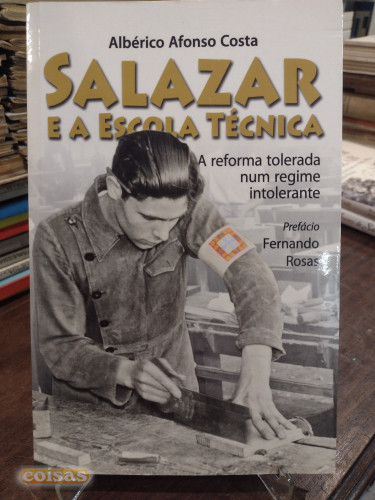 Albérico Afonso Costa
SALAZAR
E A ESCOLA TÉCNICA
A reforma tolerada
num regime
intolerante
Prefácio
Fernando
Rosas
coisas